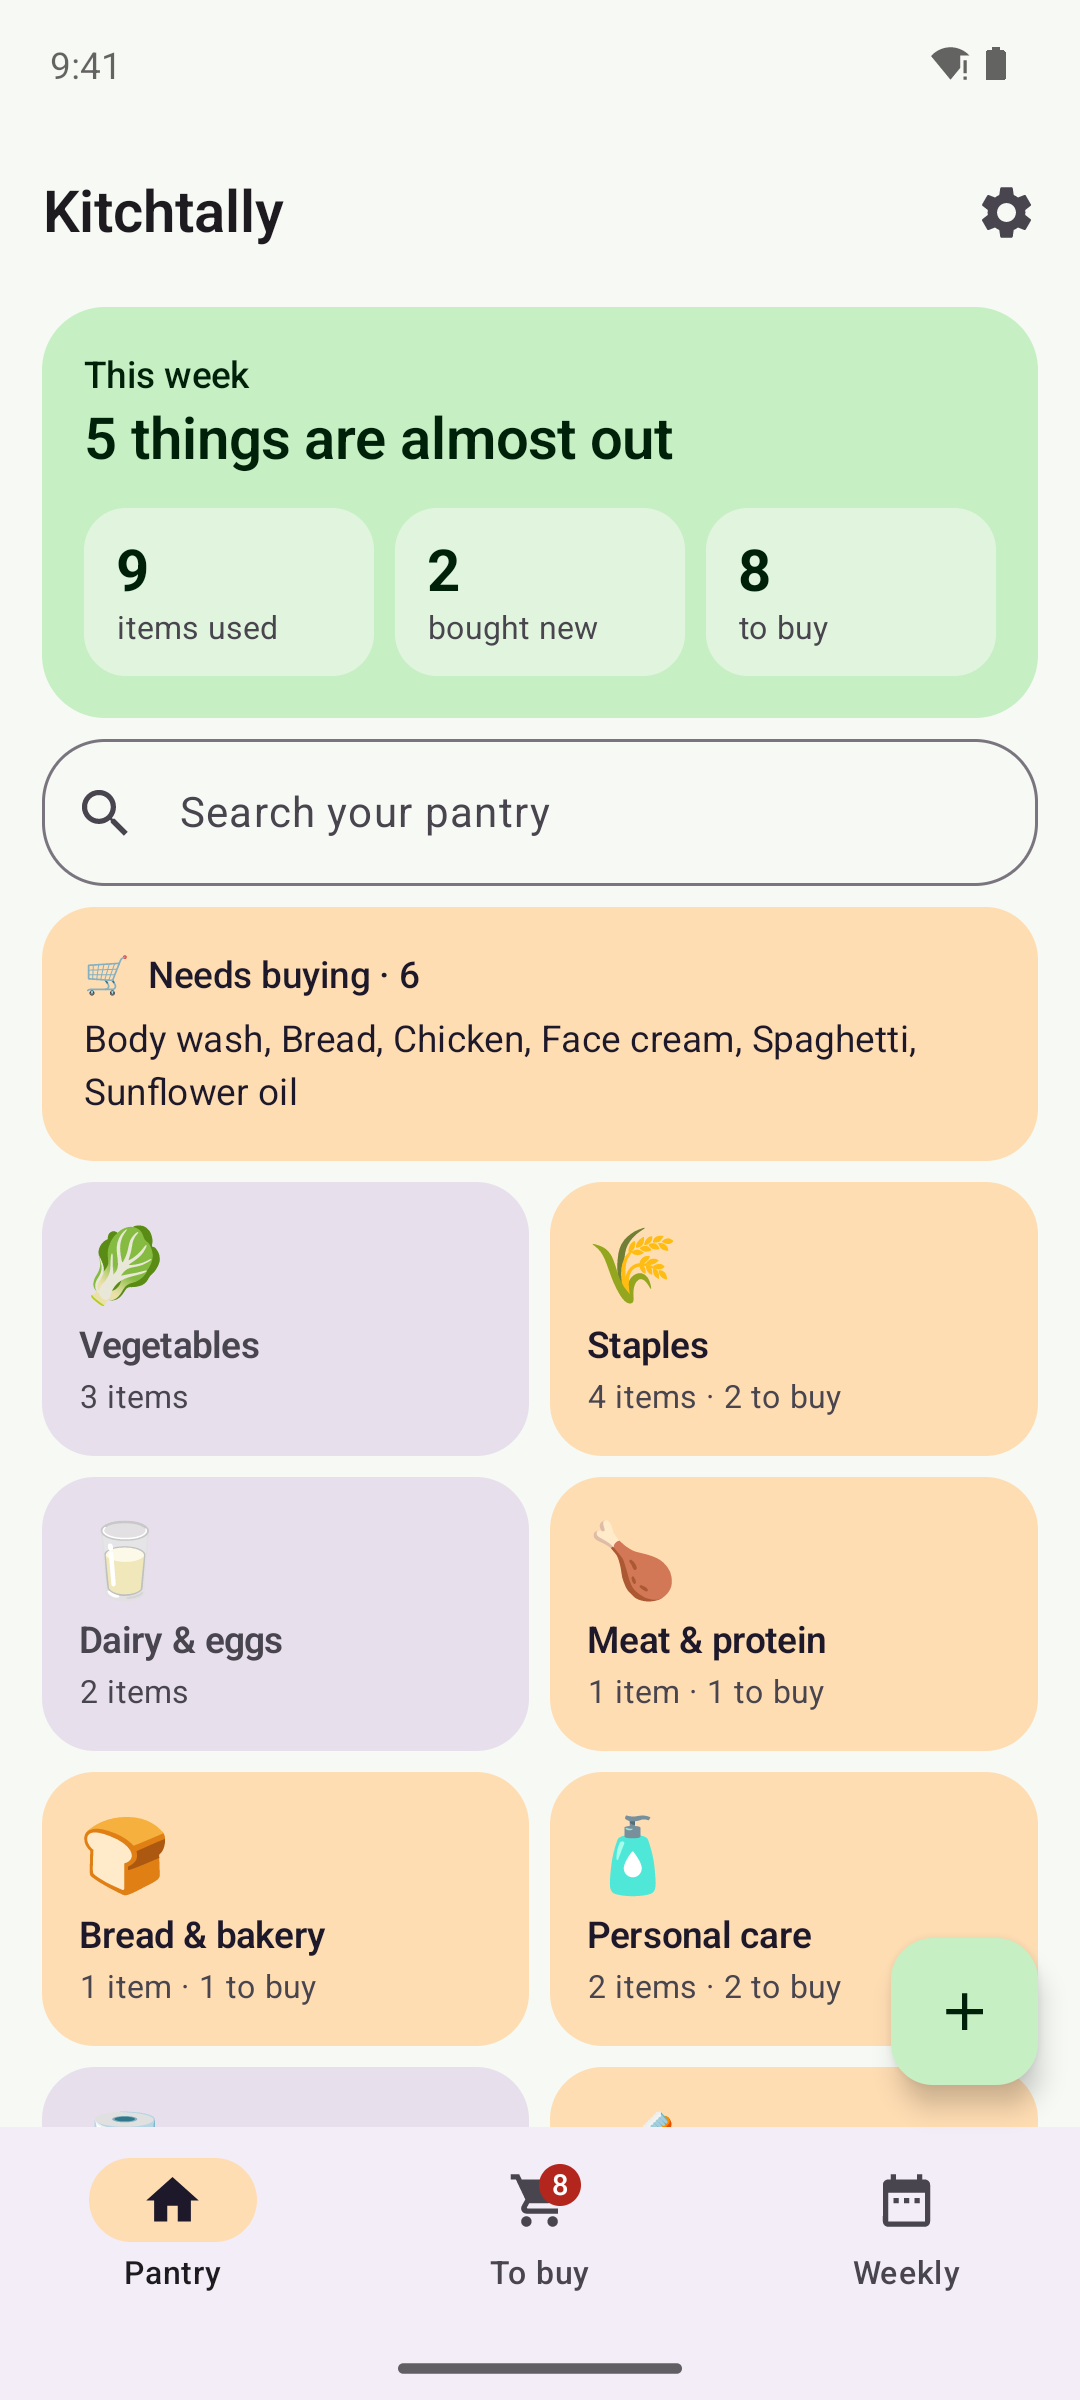 9:41
Kitchtally
This week
5 things are almost out
9
items used
2
bought new
8
to buy
Search your pantry
🛒 Needs buying · 6
Body wash, Bread, Chicken, Face cream, Spaghetti,
Sunflower oil
Vegetables
3 items
Staples
4 items · 2 to buy
Dairy & eggs
2 items
Meat & protein
1 item · 1 to buy
Bread & bakery
1 item · 1 to buy
Personal care
2 items · 2 to buy
8
Pantry
To buy
Weekly